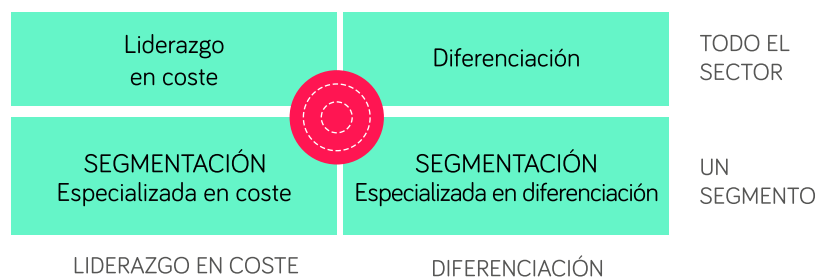 Liderazgo
en coste
Diferenciación
TODO EL
SECTOR
SEGMENTACIÓN
Especializada en coste
SEGMENTACIÓN
Especializada en diferenciación
UN
SEGMENTO
LIDERAZGO EN COSTE
DIFERENCIACIÓN